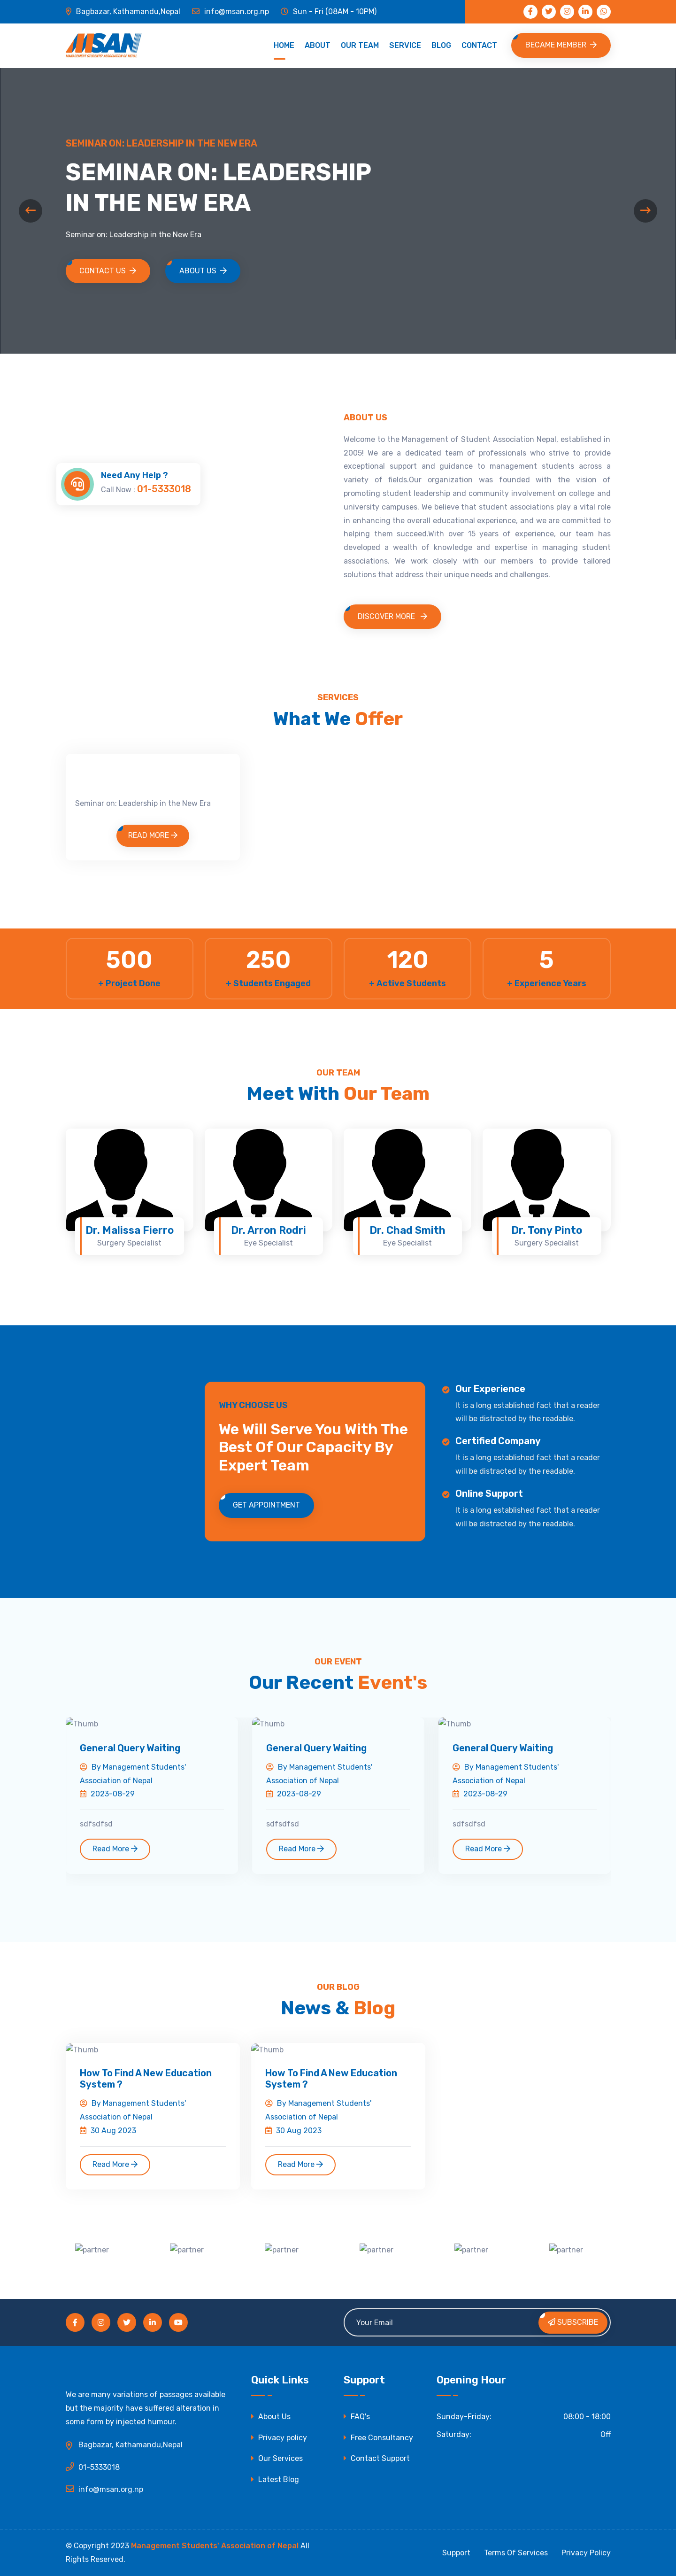 Bagbazar, Kathamandu,Nepal
info@msan.org.np
Sun - Fri (08AM - 10PM)
MSAN
MANAGEMENT STUDENTS' ASSOCIATION OF NEPAL
HOME
ABOUT
OUR TEAM
SERVICE
BLOG
CONTACT
BECAME MEMBER
SEMINAR ON: LEADERSHIP IN THE NEW ERA
SEMINAR ON: LEADERSHIP
IN THE NEW ERA
Seminar on: Leadership in the New Era
CONTACT US
ABOUT US
Need Any Help ?
Call Now : 01-5333018
ABOUT US
Welcome to the Management of Student Association Nepal, established in
2005! We are a dedicated team of professionals who strive to provide
exceptional support and guidance to management students across a
variety of fields.Our organization was founded with the vision of
promoting student leadership and community involvement on college and
university campuses. We believe that student associations play a vital role
in enhancing the overall educational experience, and we are committed to
helping them succeed.With over 15 years of experience, our team has
developed a wealth of knowledge and expertise in managing student
associations. We work closely with our members to provide tailored
solutions that address their unique needs and challenges.
DISCOVER MORE
SERVICES
What We Offer
Seminar on: Leadership in the New Era
READ MORE
500
+ Project Done
250
+ Students Engaged
120
+ Active Students
5
+ Experience Years
OUR TEAM
Meet With Our Team
Dr. Malissa Fierro
Surgery Specialist
Dr. Arron Rodri
Eye Specialist
Dr. Chad Smith
Eye Specialist
Dr. Tony Pinto
Surgery Specialist
WHY CHOOSE US
We Will Serve You With The
Best Of Our Capacity By
Expert Team
GET APPOINTMENT
Our Experience
It is a long established fact that a reader
will be distracted by the readable.
Certified Company
It is a long established fact that a reader
will be distracted by the readable.
Online Support
It is a long established fact that a reader
will be distracted by the readable.
OUR EVENT
Our Recent Event's
Thumb
General Query Waiting
By Management Students'
Association of Nepal
2023-08-29
sdfsdfsd
Read More
Thumb
General Query Waiting
By Management Students'
Association of Nepal
2023-08-29
sdfsdfsd
Read More
Thumb
General Query Waiting
By Management Students'
Association of Nepal
2023-08-29
sdfsdfsd
Read More
OUR BLOG
News & Blog
Thumb
How To Find A New Education
System ?
By Management Students'
Association of Nepal
30 Aug 2023
Read More
Thumb
How To Find A New Education
System ?
By Management Students'
Association of Nepal
30 Aug 2023
Read More
partner
partner
partner
partner
partner
partner
Your Email
SUBSCRIBE
We are many variations of passages available
but the majority have suffered alteration in
some form by injected humour.
Bagbazar, Kathamandu,Nepal
01-5333018
info@msan.org.np
Quick Links
About Us
Privacy policy
Our Services
Latest Blog
Support
FAQ's
Free Consultancy
Contact Support
Opening Hour
Sunday-Friday: 08:00 - 18:00
Saturday: Off
© Copyright 2023 Management Students' Association of Nepal All
Rights Reserved.
Support
Terms Of Services
Privacy Policy